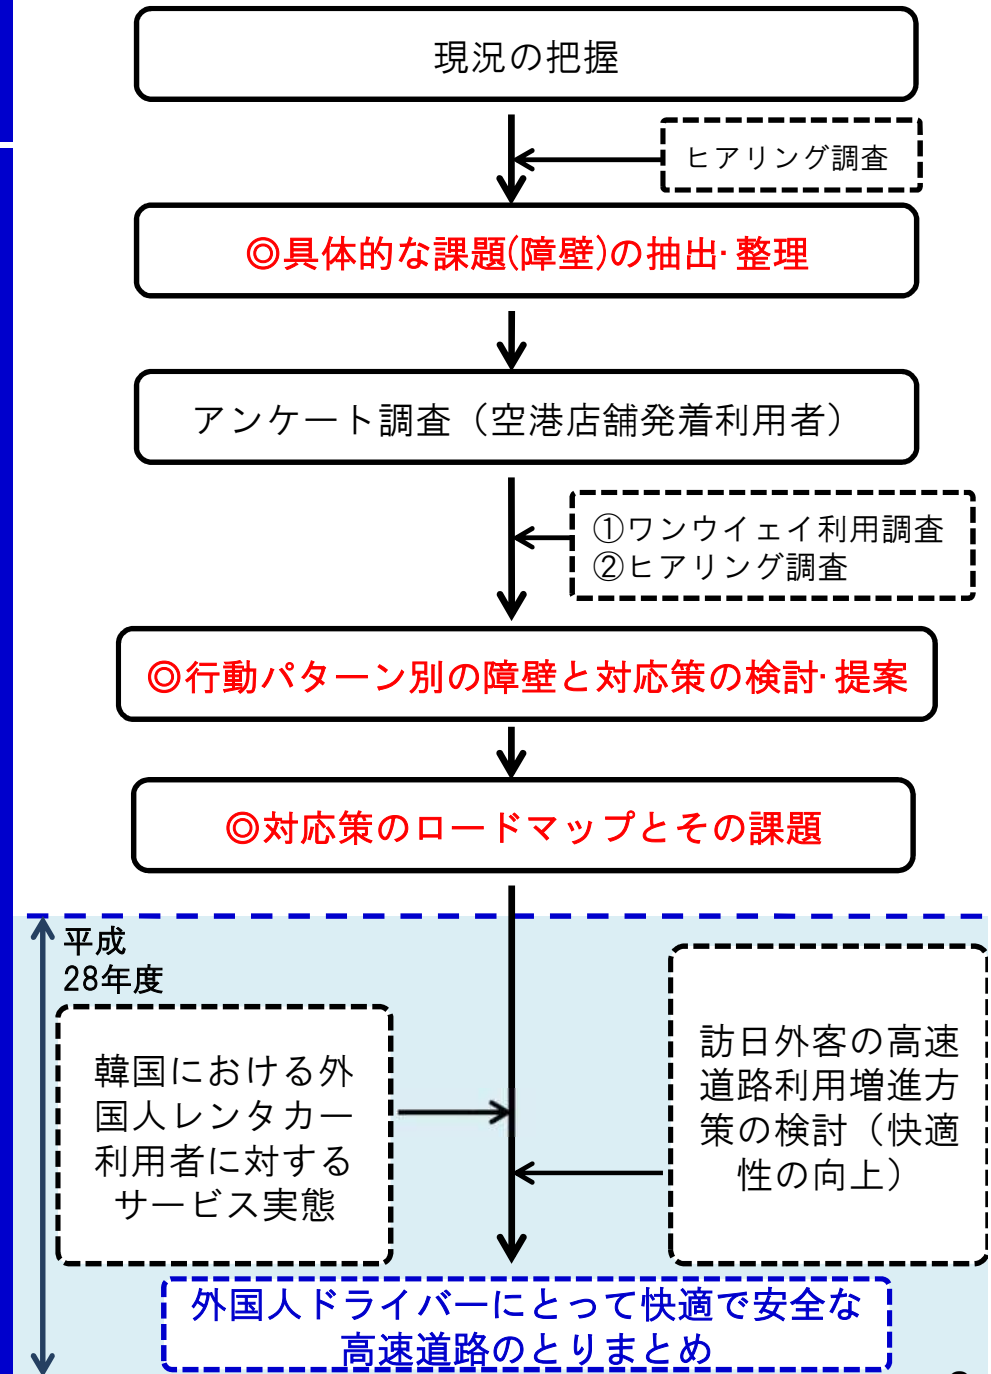 現況の把握
ヒアリング調査
◎具体的な課題(障壁)の抽出･整理
アンケート調査（空港店舗発着利用者）
①ワンウイェイ利用調査
②ヒアリング調査
◎行動パターン別の障壁と対応策の検討･提案
◎対応策のロードマップとその課題
平成
28年度
韓国における外
国人レンタカー
利用者に対する
サービス実態
訪日外客の高速
道路利用増進方
策の検討（快適
性の向上）
外国人ドライバーにとって快適で安全な
高速道路のとりまとめ